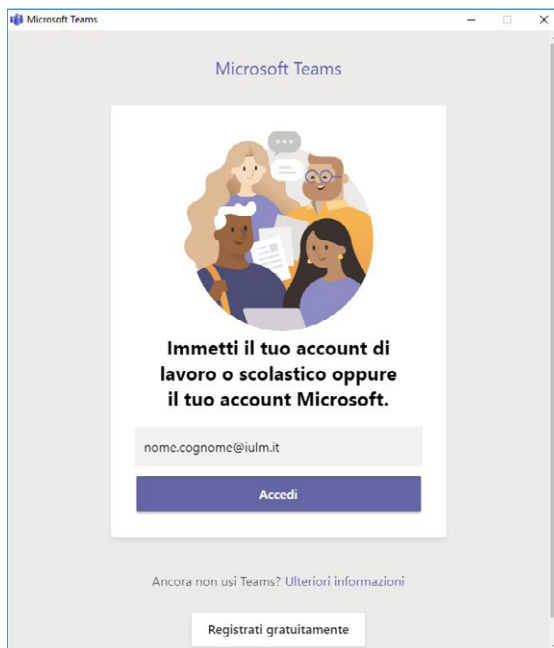 Microsoft Teams
Microsoft Teams
Immetti il tuo account di
lavoro o scolastico oppure
il tuo account Microsoft.
nome.cognome@iulm.it
Accedi
Ancora non usi Teams? Ulteriori informazioni
Registrati gratuitamente